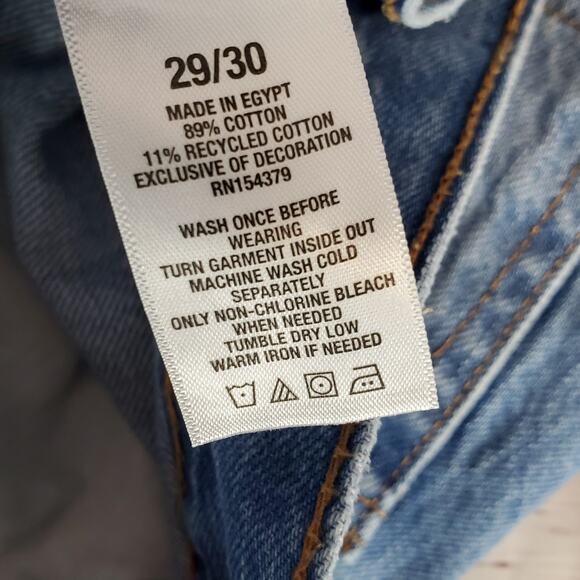 29/30
MADE IN EGYPT
89% COTTON
11% RECYCLED COTTON
EXCLUSIVE OF DECORATION
RN154379
WASH ONCE BEFORE
WEARING
TURN GARMENT INSIDE OUT
MACHINE WASH COLD
SEPARATELY
ONLY NON-CHLORINE BLEACH
WHEN NEEDED
TUMBLE DRY LOW
WARM IRON IF NEEDED